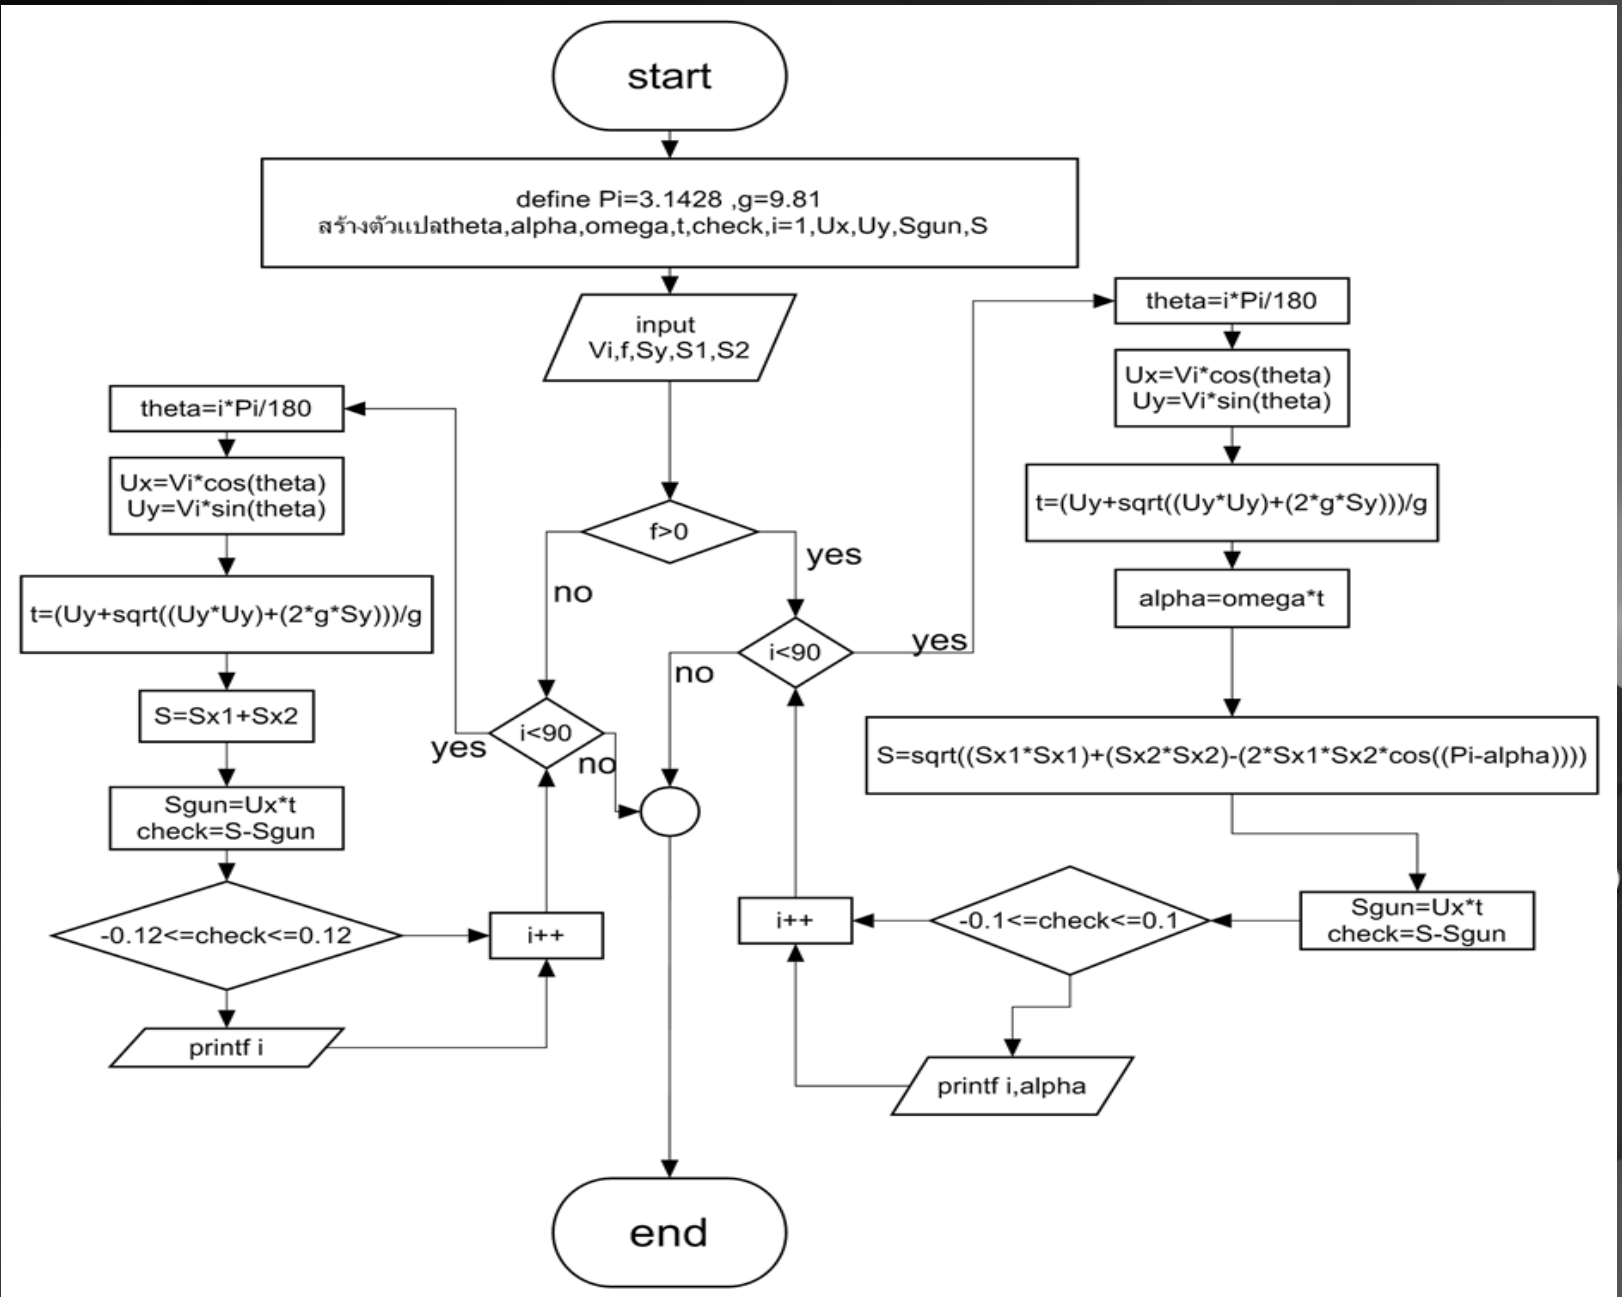 start
define Pi=3.1428 ,g=9.81
สร้างตัวแปลtheta,alpha,omega,t,check,i=1,Ux,Uy,Sgun,S
input
Vi,f,Sy,S1,S2
f>0
no
yes
i<90
yes
no
theta=i*Pi/180
Ux=Vi*cos(theta)
Uy=Vi*sin(theta)
t=(Uy+sqrt((Uy*Uy)+(2*g*Sy)))/g
S=Sx1+Sx2
Sgun=Ux*t
check=S-Sgun
-0.12<=check<=0.12
i++
printf i
i<90
no
yes
theta=i*Pi/180
Ux=Vi*cos(theta)
Uy=Vi*sin(theta)
t=(Uy+sqrt((Uy*Uy)+(2*g*Sy)))/g
alpha=omega*t
S=sqrt((Sx1*Sx1)+(Sx2*Sx2)-(2*Sx1*Sx2*cos((Pi-alpha))))
Sgun=Ux*t
check=S-Sgun
-0.1<=check<=0.1
i++
printf i,alpha
end